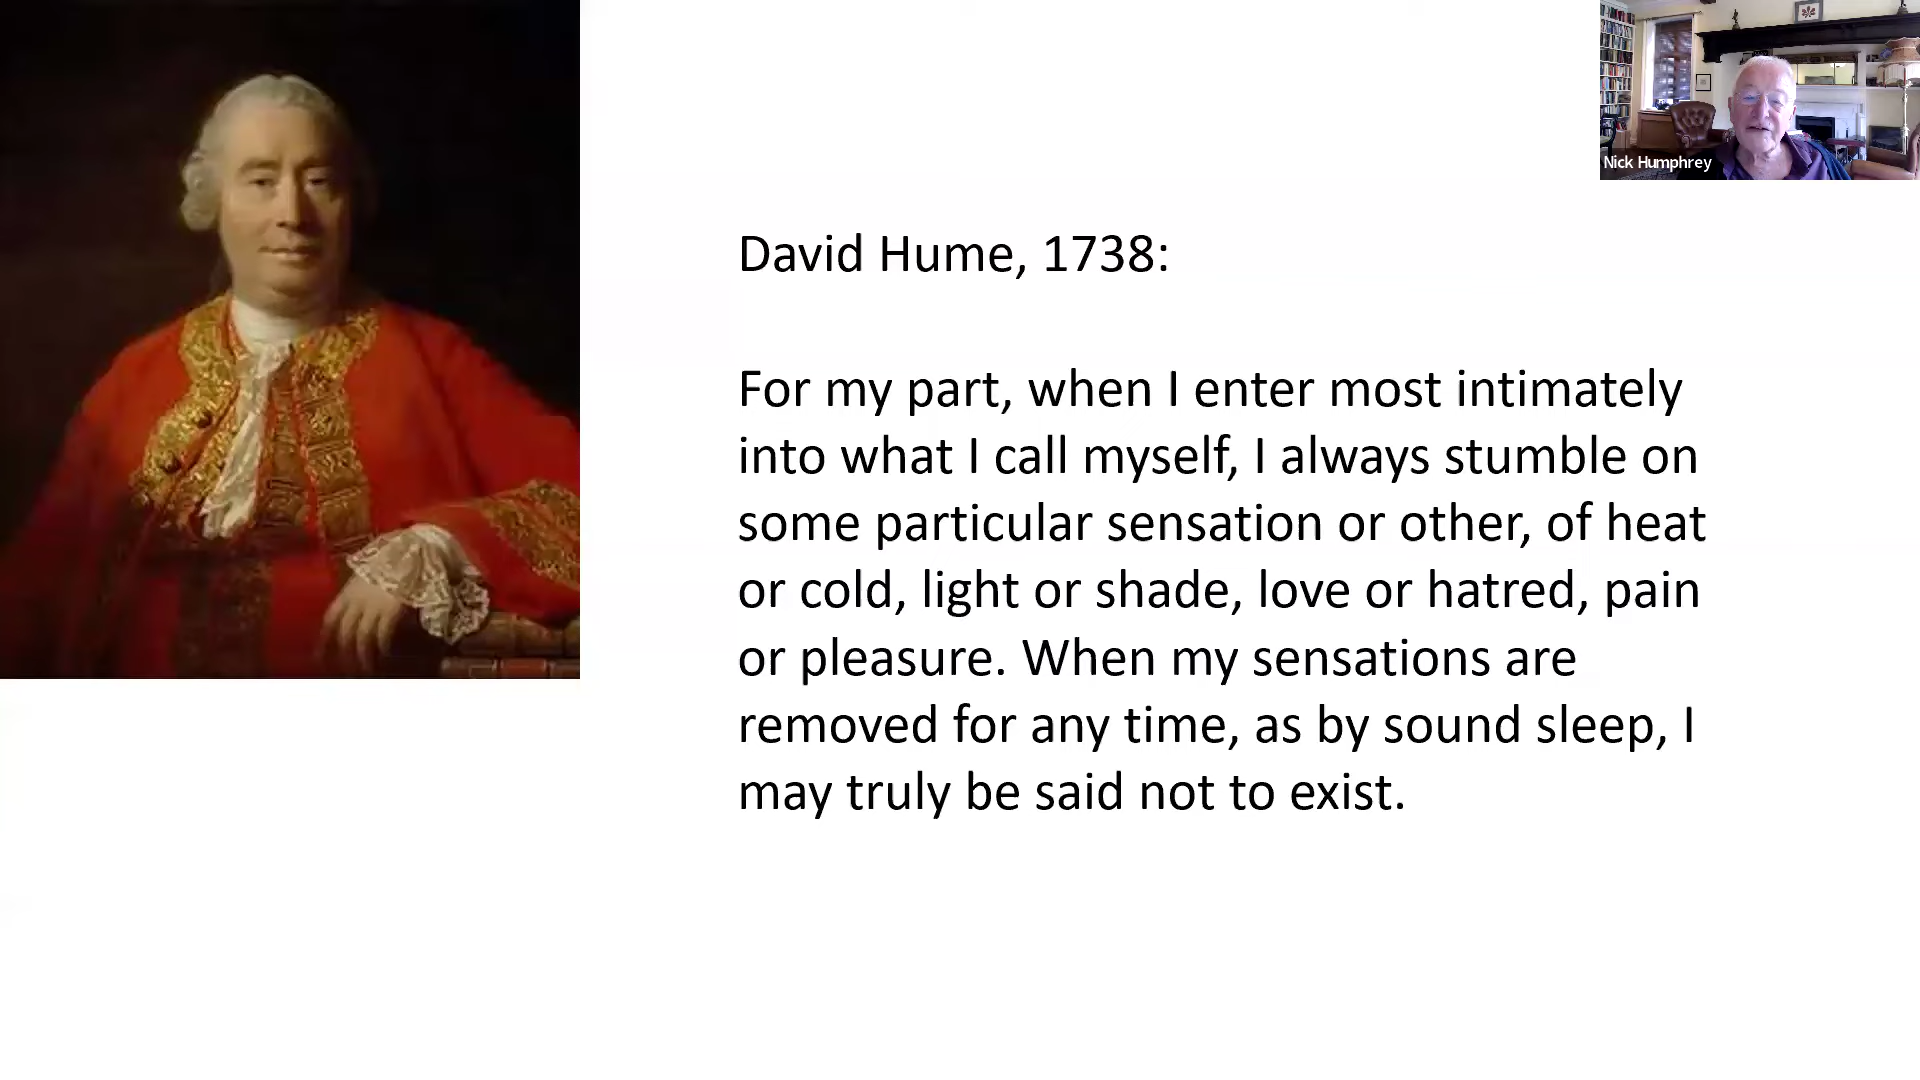 Nick Humphrey
David Hume, 1738:
For my part, when I enter most intimately
into what I call myself, I always stumble on
some particular sensation or other, of heat
or cold, light or shade, love or hatred, pain
or pleasure. When my sensations are
removed for any time, as by sound sleep, I
may truly be said not to exist.